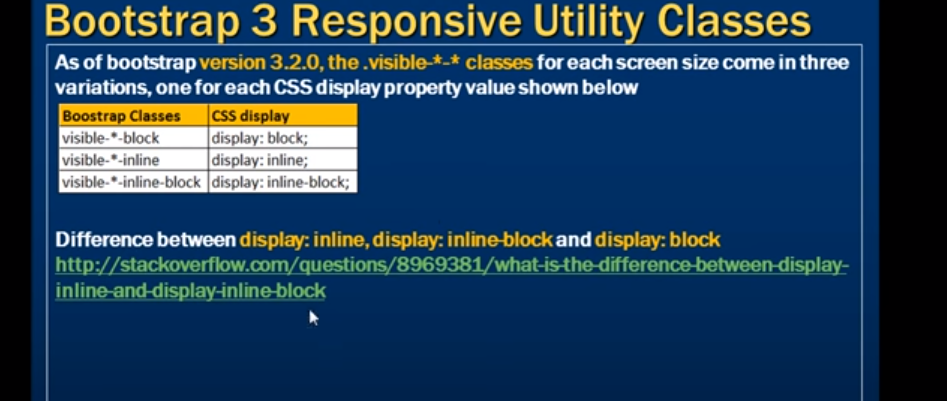 Bootstrap 3 Responsive Utility Classes
As of bootstrap version 3.2.0, the .visible-*-* classes for each screen size come in three
variations, one for each CSS display property value shown below
Boostrap Classes CSS display
visible-*-block display: block;
visible-*-inline display: inline;
visible-*-inline-block display: inline-block;
Difference between display: inline, display: inline-block and display: block
http://stackoverflow.com/questions/8969381/what-is-the-difference-between-display-
inline-and-display-inline-block